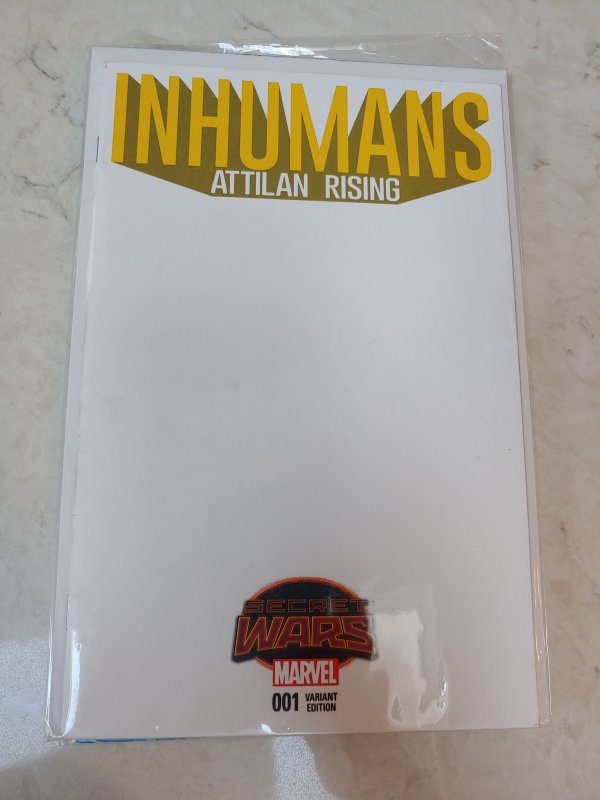 INHUMANS
ATTILAN RISING
SECRET
WARS
MARVEL
001 VARIANT
EDITION